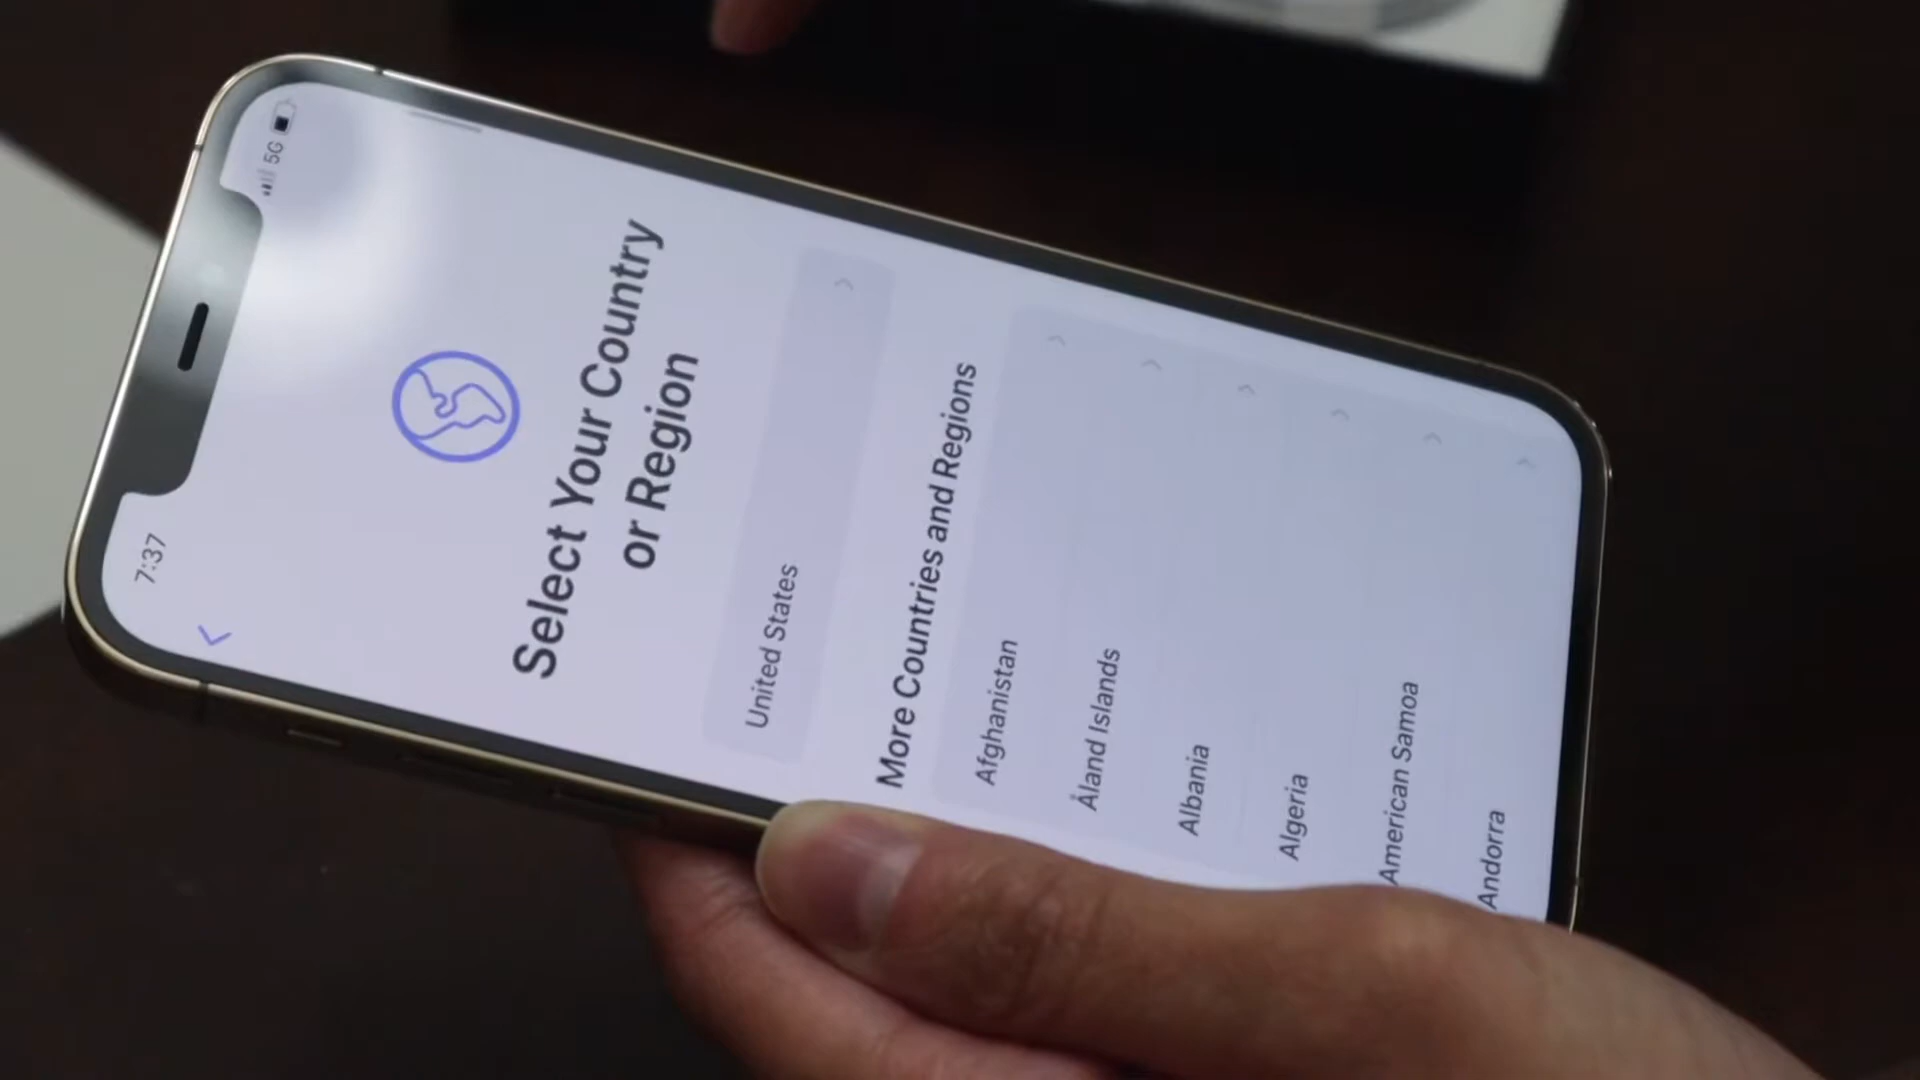 7:37
5G
Select Your Country
or Region
United States
More Countries and Regions
Afghanistan
Åland Islands
Albania
Algeria
American Samoa
Andorra